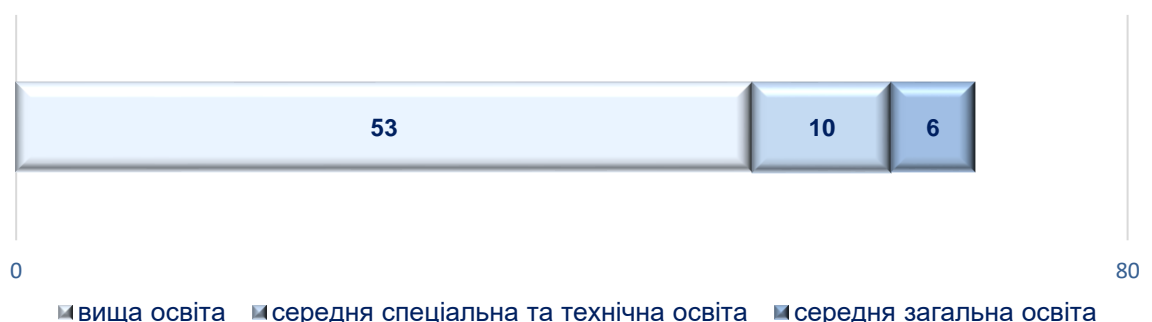 53 10 6
0 80
вища освіта середня спеціальна та технічна освіта середня загальна освіта